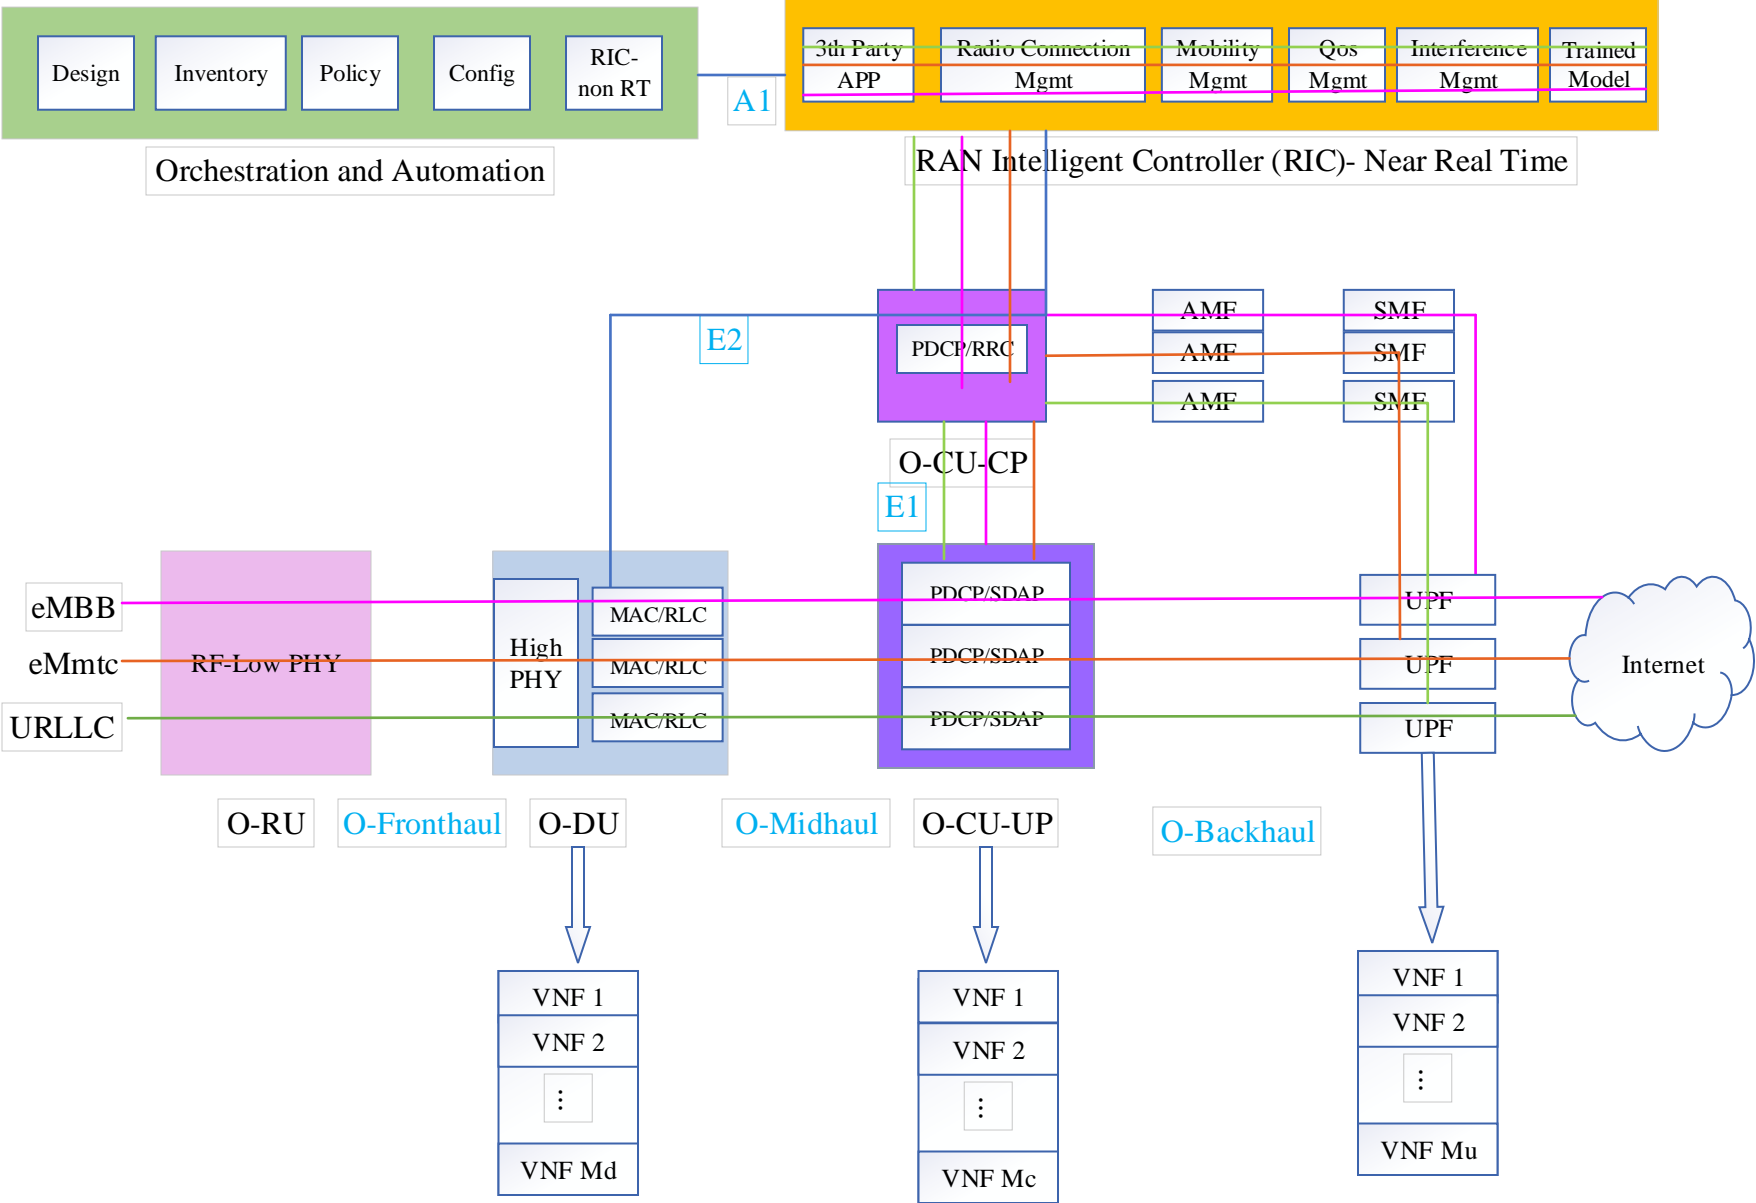 Design
Inventory
Policy
Config
RIC-
non RT
A1
3th Party
APP
Radio Connection
Mgmt
Mobility
Mgmt
Qos
Mgmt
Interference
Mgmt
Trained
Model
Orchestration and Automation
RAN Intelligent Controller (RIC)- Near Real Time
E2
PDCP/RRC
AMF
SMF
AMF
SMF
AMF
SMF
O-CU-CP
E1
eMBB
eMmtc
URLLC
RF-Low PHY
High
PHY
MAC/RLC
MAC/RLC
MAC/RLC
PDCP/SDAP
PDCP/SDAP
PDCP/SDAP
UPF
UPF
UPF
Internet
O-RU
O-Fronthaul
O-DU
O-Midhaul
O-CU-UP
O-Backhaul
VNF 1
VNF 2
⋮
VNF Md
VNF 1
VNF 2
⋮
VNF Mc
VNF 1
VNF 2
⋮
VNF Mu